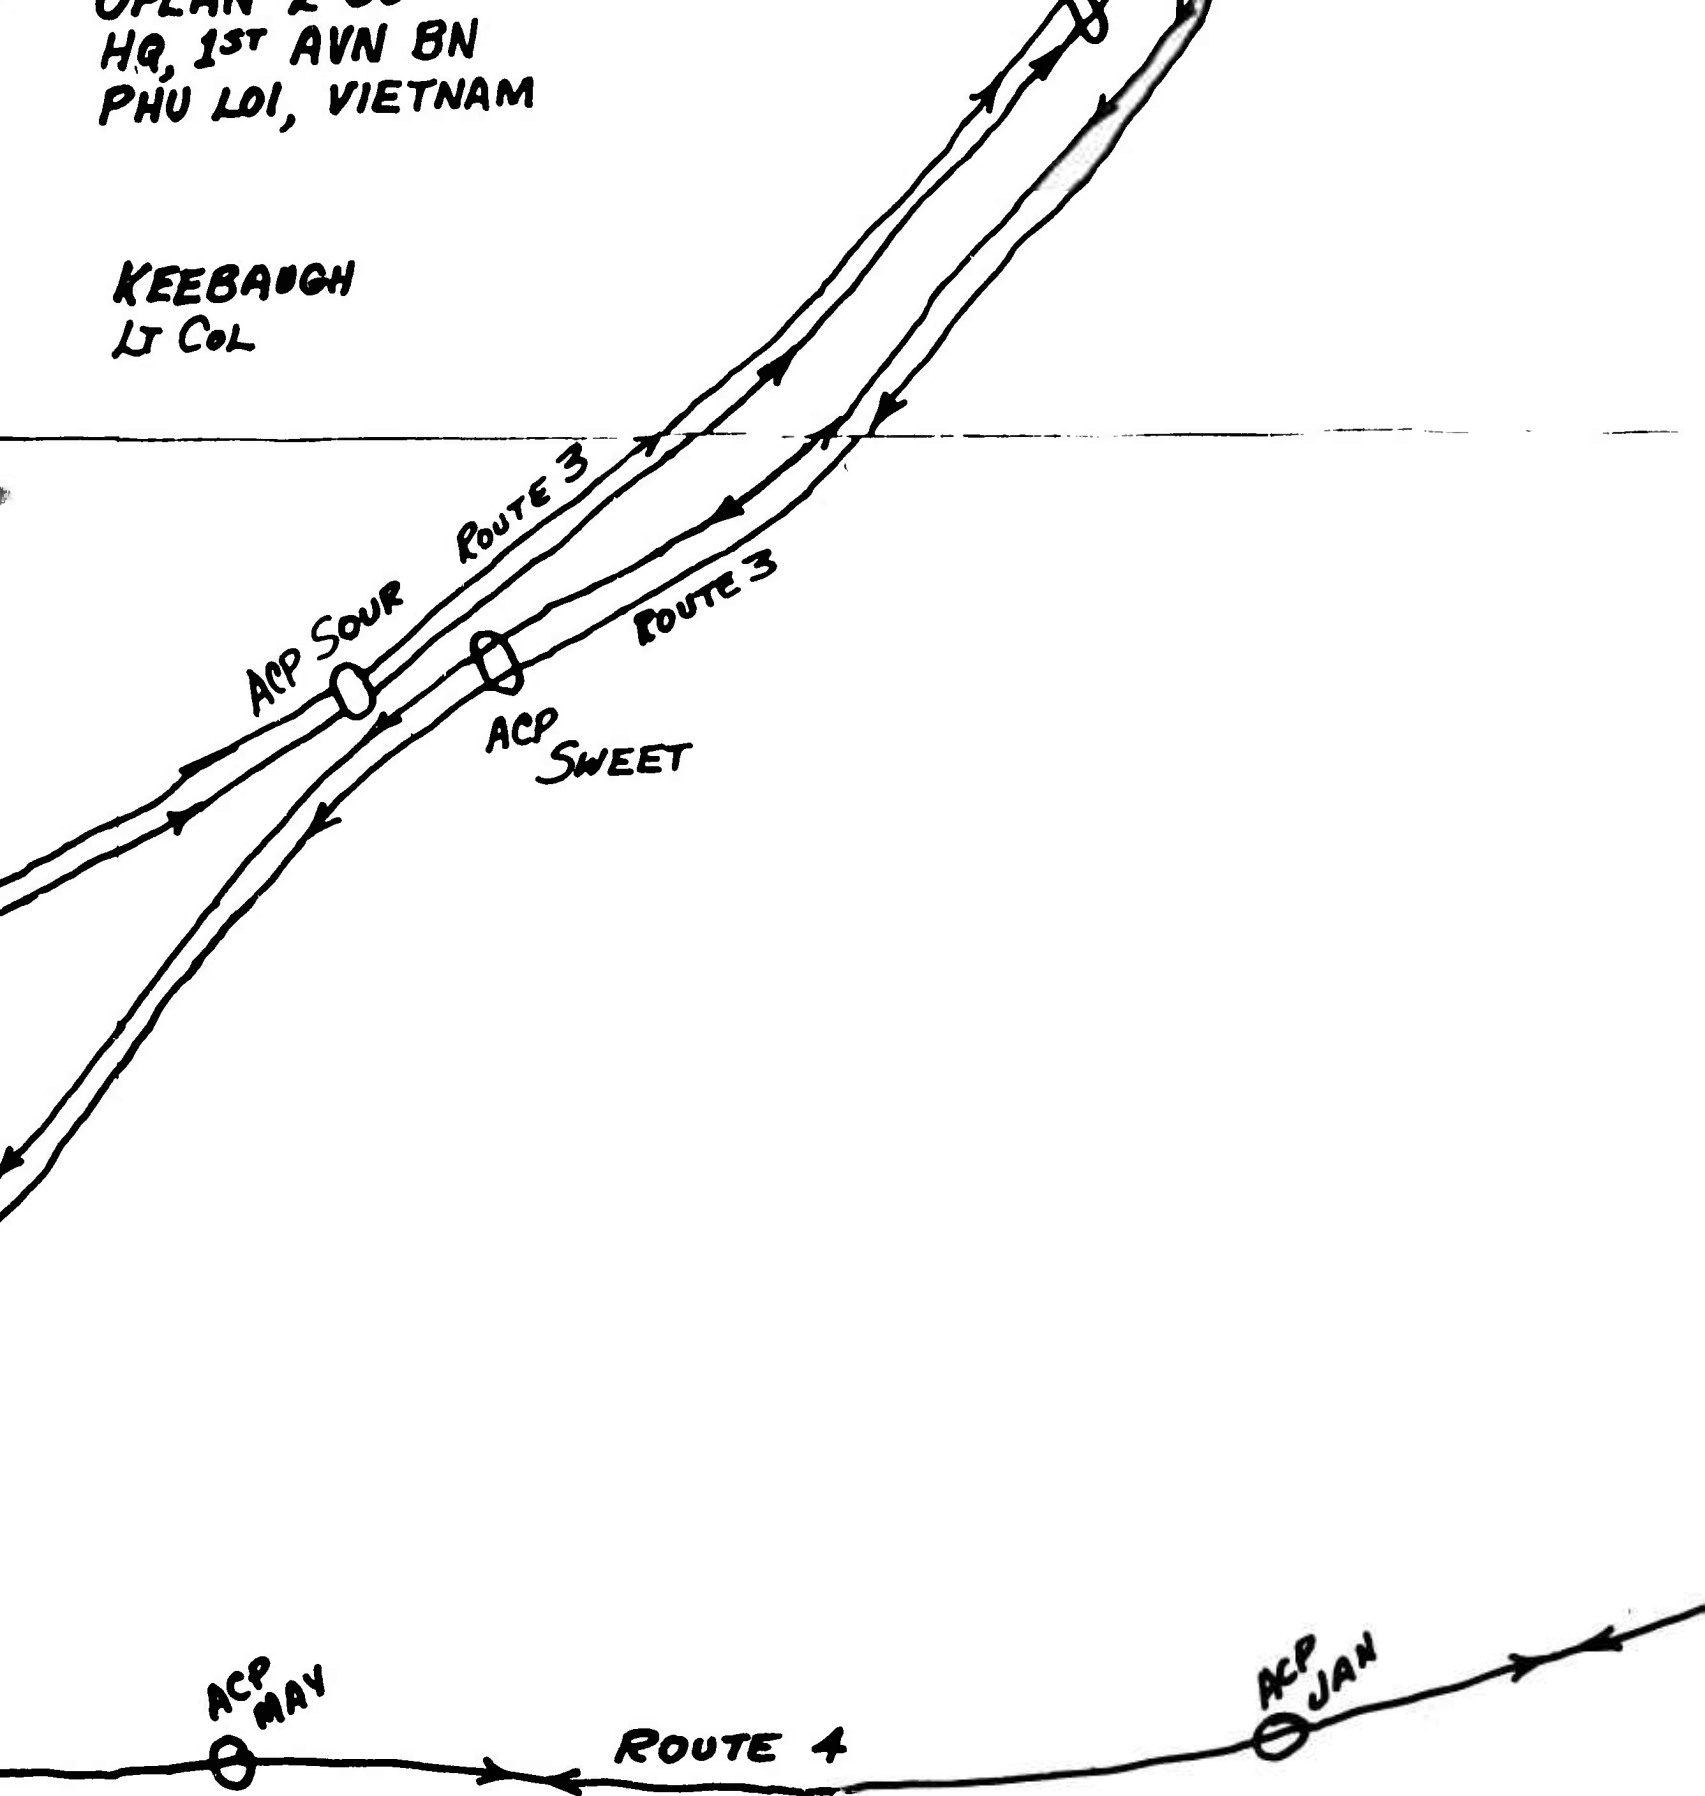 HQ, 1ST AVN BN
PHU LOI, VIETNAM
KEEBAUGH
LT COL
ROUTE 3
ACP SOUR
ROUTE 3
ACP
SWEET
ACP
MAY
ROUTE 4
ACP
JAN